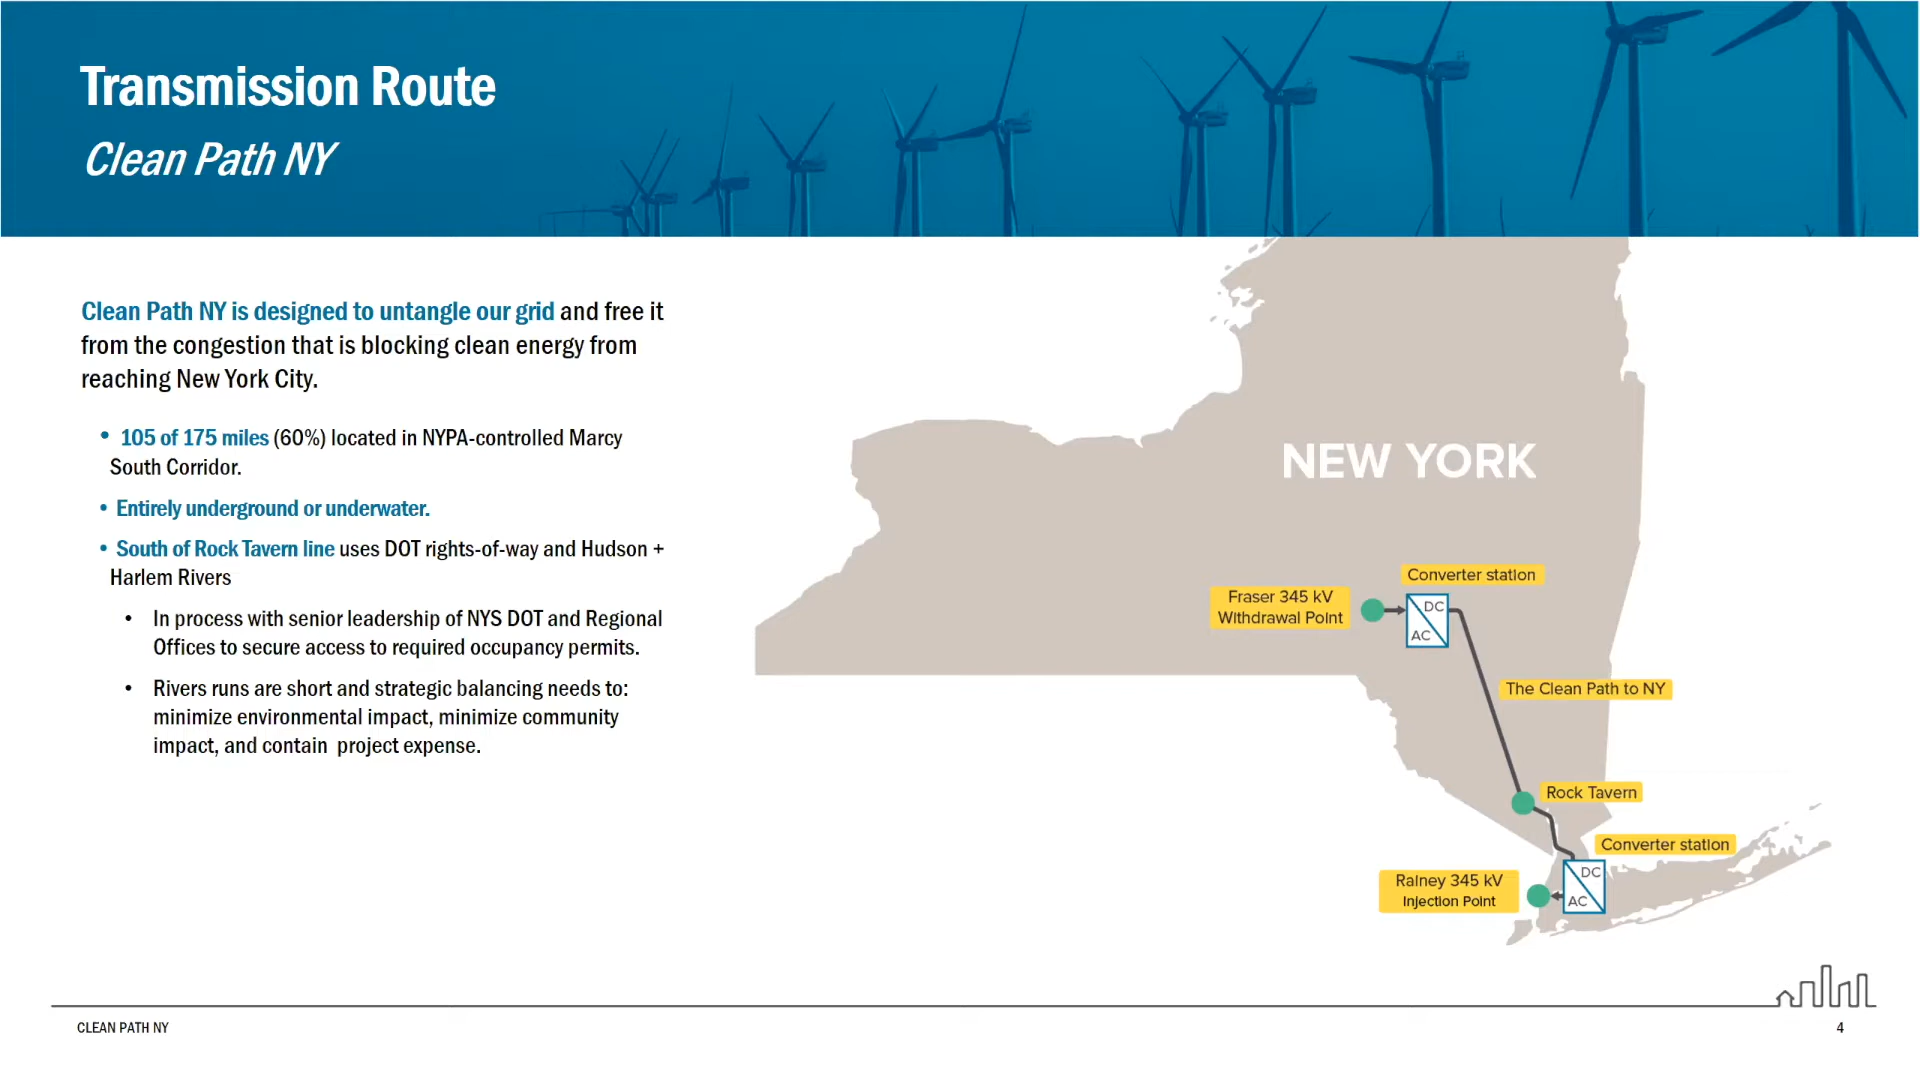 Transmission Route
Clean Path NY
Clean Path NY is designed to untangle our grid and free it
from the congestion that is blocking clean energy from
reaching New York City.
• 105 of 175 miles (60%) located in NYPA-controlled Marcy
South Corridor.
• Entirely underground or underwater.
• South of Rock Tavern line uses DOT rights-of-way and Hudson +
Harlem Rivers
• In process with senior leadership of NYS DOT and Regional
Offices to secure access to required occupancy permits.
• Rivers runs are short and strategic balancing needs to:
minimize environmental impact, minimize community
impact, and contain project expense.
NEW YORK
Converter station
Fraser 345 kV
Withdrawal Point
DC
AC
The Clean Path to NY
Rock Tavern
Converter station
Rainey 345 kV
Injection Point
DC
AC
CLEAN PATH NY
4